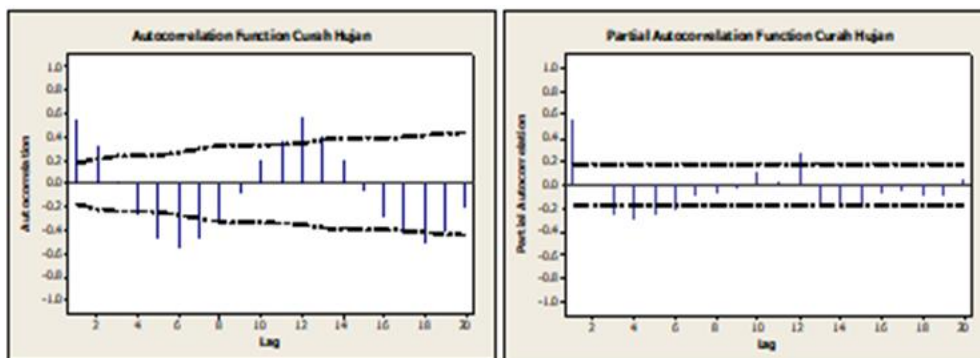 Autocorrelation Function Curah Hujan
Autocorrelation
1.0
0.8
0.6
0.4
0.2
0.0
-0.2
-0.4
-0.6
-0.8
-1.0
2 4 6 8 10 12 14 16 18 20
Lag
Partial Autocorrelation Function Curah Hujan
Partial Autocorrelation
1.0
0.8
0.6
0.4
0.2
0.0
-0.2
-0.4
-0.6
-0.8
-1.0
2 4 6 8 10 12 14 16 18 20
Lag